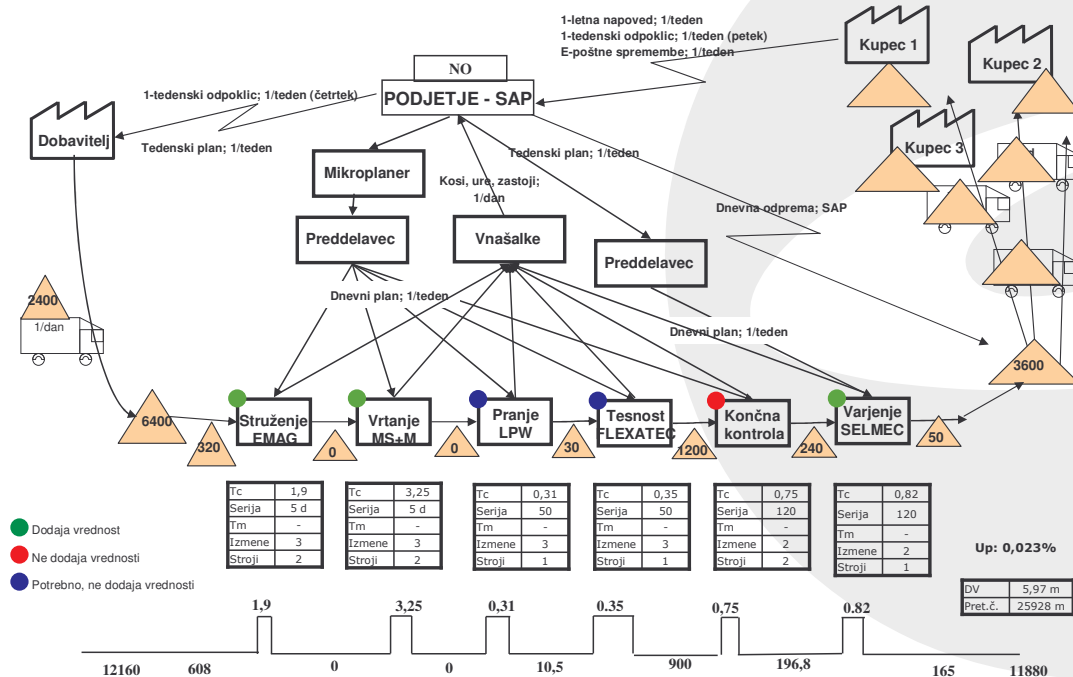 1-letna napoved; 1/teden
1-tedenski odpoklic; 1/teden (petek)
E-poštne spremembe; 1/teden
Kupec 1
Kupec 2
Kupec 3
NO
PODJETJE - SAP
1-tedenski odpoklic; 1/teden (četrtek)
Dobavitelj
Tedenski plan; 1/teden
Mikroplaner
Tedenski plan; 1/teden
Kosi, ure, zastoji;
1/dan
Dnevna odprema; SAP
Preddelavec
Vnašalke
Preddelavec
Dnevni plan; 1/teden
Dnevni plan; 1/teden
2400
1/dan
3600
6400
320
Struženje
EMAG
0
Vrtanje
MS+M
0
Pranje
LPW
30
Tesnost
FLEXATEC
1200
Končna
kontrola
240
Varjenje
SELMEC
50
Tc 1,9
Serija 5 d
Tm -
Izmene 3
Stroji 2
Tc 3,25
Serija 5 d
Tm -
Izmene 3
Stroji 2
Tc 0,31
Serija 50
Tm -
Izmene 3
Stroji 1
Tc 0,35
Serija 50
Tm -
Izmene 3
Stroji 1
Tc 0,75
Serija 120
Tm -
Izmene 2
Stroji 2
Tc 0,82
Serija 120
Tm -
Izmene 2
Stroji 1
Dodaja vrednost
Ne dodaja vrednosti
Potrebno, ne dodaja vrednosti
Up: 0,023%
DV 5,97 m
Pret.č. 25928 m
1,9 3,25 0,31 0.35 0,75 0.82
12160 608 0 0 10,5 900 196,8 165 11880